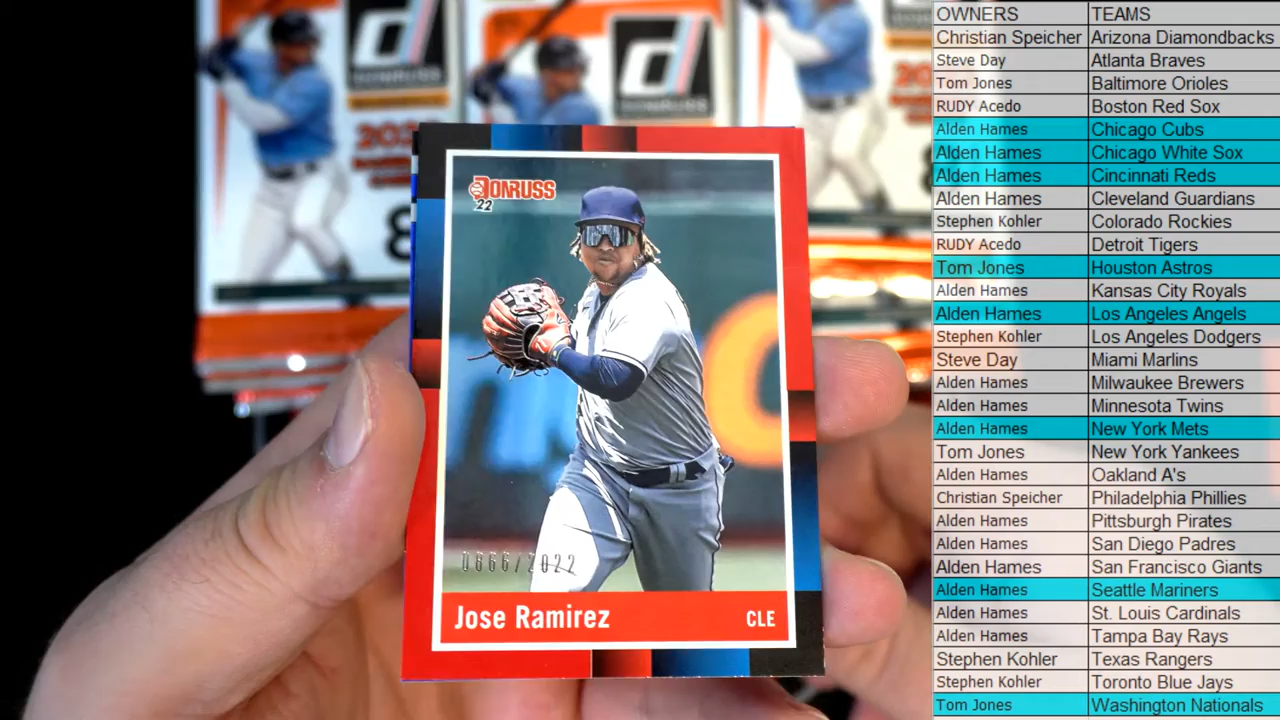 DONRUSS
DONRUSS
202
8
DONRUSS
22
0866/2022
Jose Ramirez
CLE
OWNERS TEAMS
Christian Speicher Arizona Diamondbacks
Steve Day Atlanta Braves
Tom Jones Baltimore Orioles
RUDY Acedo Boston Red Sox
Alden Hames Chicago Cubs
Alden Hames Chicago White Sox
Alden Hames Cincinnati Reds
Alden Hames Cleveland Guardians
Stephen Kohler Colorado Rockies
RUDY Acedo Detroit Tigers
Tom Jones Houston Astros
Alden Hames Kansas City Royals
Alden Hames Los Angeles Angels
Stephen Kohler Los Angeles Dodgers
Steve Day Miami Marlins
Alden Hames Milwaukee Brewers
Alden Hames Minnesota Twins
Alden Hames New York Mets
Tom Jones New York Yankees
Alden Hames Oakland A's
Christian Speicher Philadelphia Phillies
Alden Hames Pittsburgh Pirates
Alden Hames San Diego Padres
Alden Hames San Francisco Giants
Alden Hames Seattle Mariners
Alden Hames St. Louis Cardinals
Alden Hames Tampa Bay Rays
Stephen Kohler Texas Rangers
Stephen Kohler Toronto Blue Jays
Tom Jones Washington Nationals